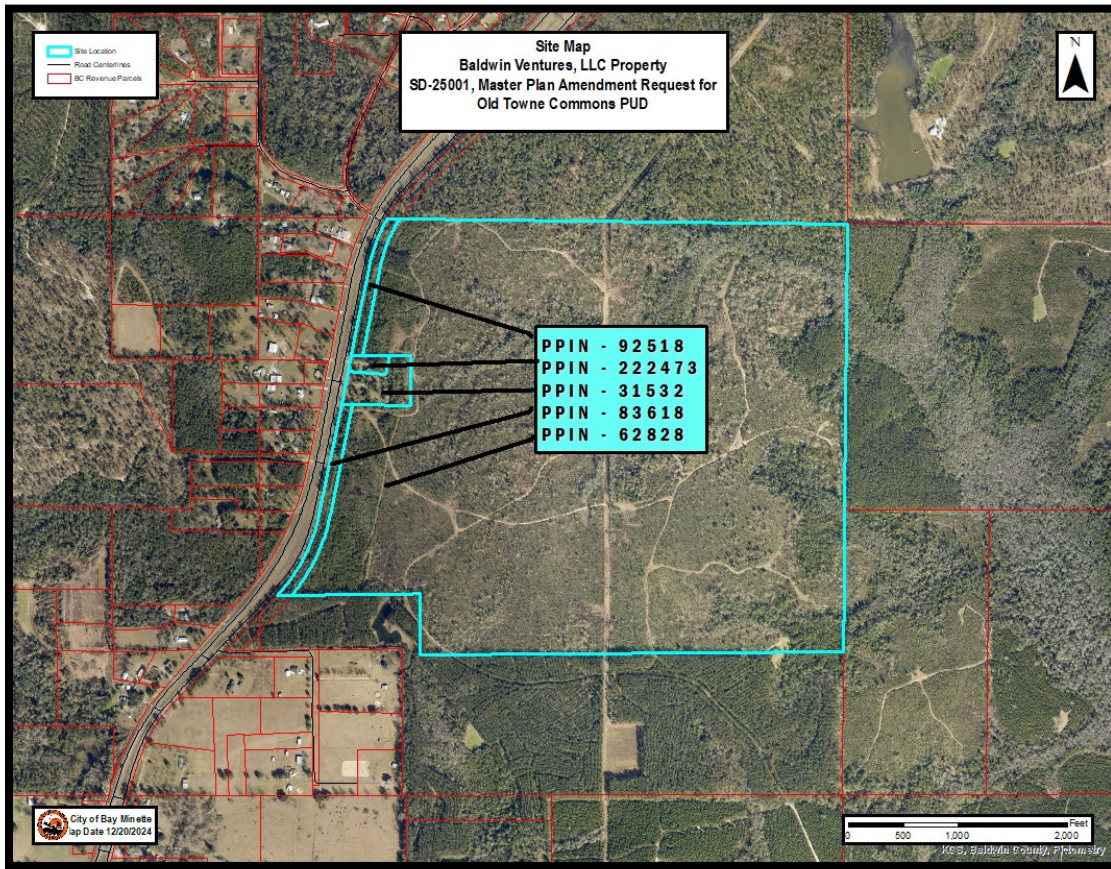 Site Location
Road Centerlines
BC Revenue Parcels
Site Map
Baldwin Ventures, LLC Property
SD-25001, Master Plan Amendment Request for
Old Towne Commons PUD
N
PPIN - 92518
PPIN - 222473
PPIN - 31532
PPIN - 83618
PPIN - 62828
City of Bay Minette
ap Date 12/20/2024
Feet
0 500 1,000 2,000
KCS, Baldwin County, Pictometry